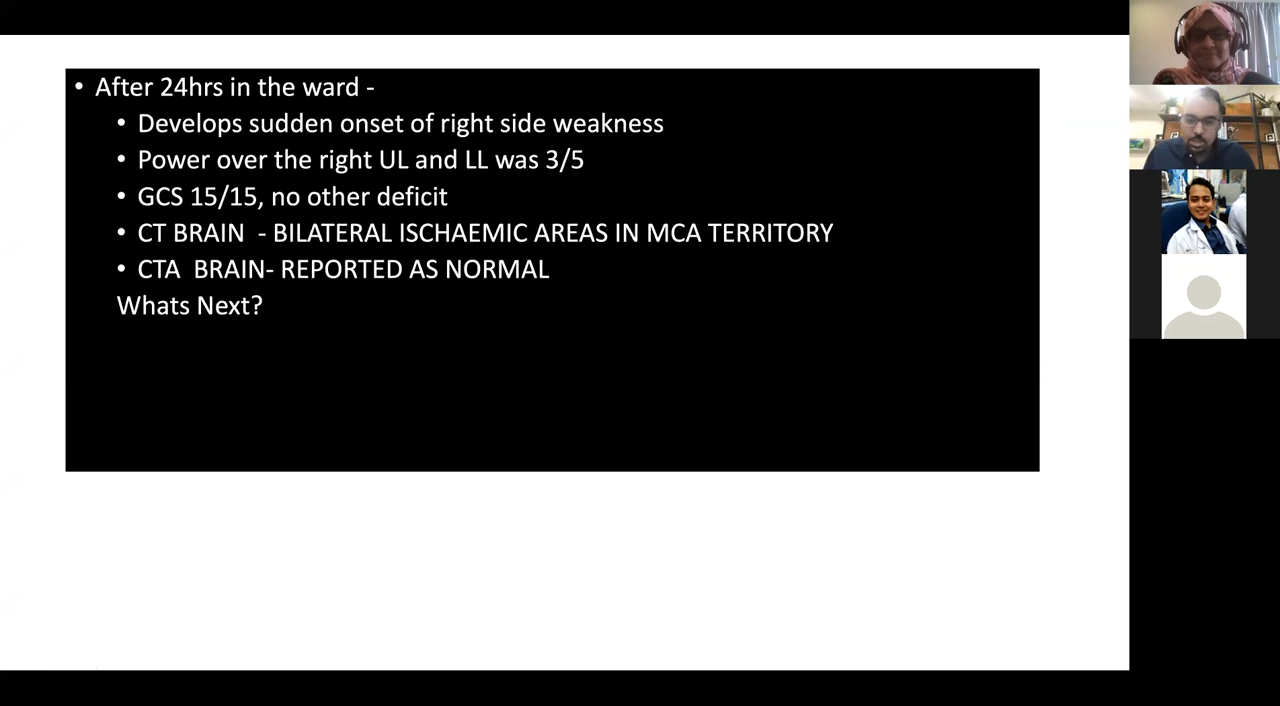 • After 24hrs in the ward -
• Develops sudden onset of right side weakness
• Power over the right UL and LL was 3/5
• GCS 15/15, no other deficit
• CT BRAIN - BILATERAL ISCHAEMIC AREAS IN MCA TERRITORY
• CTA BRAIN- REPORTED AS NORMAL
Whats Next?